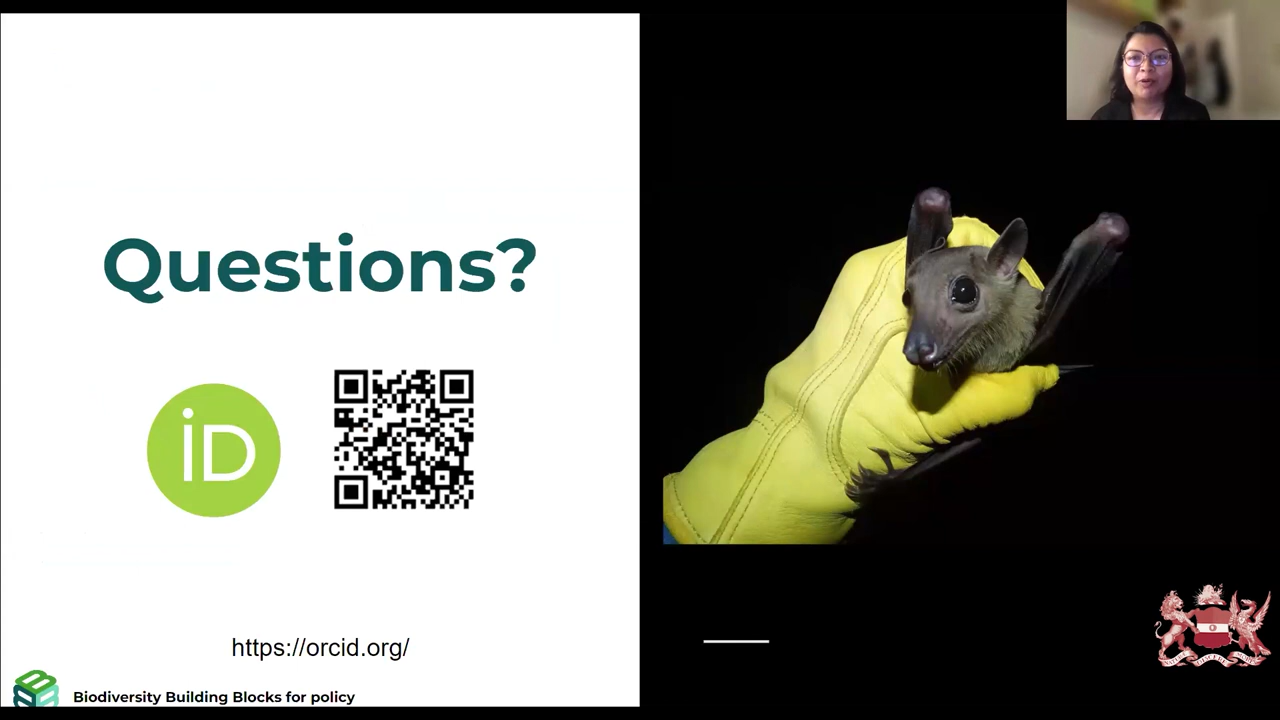 Questions?
iD
https://orcid.org/
Biodiversity Building Blocks for policy